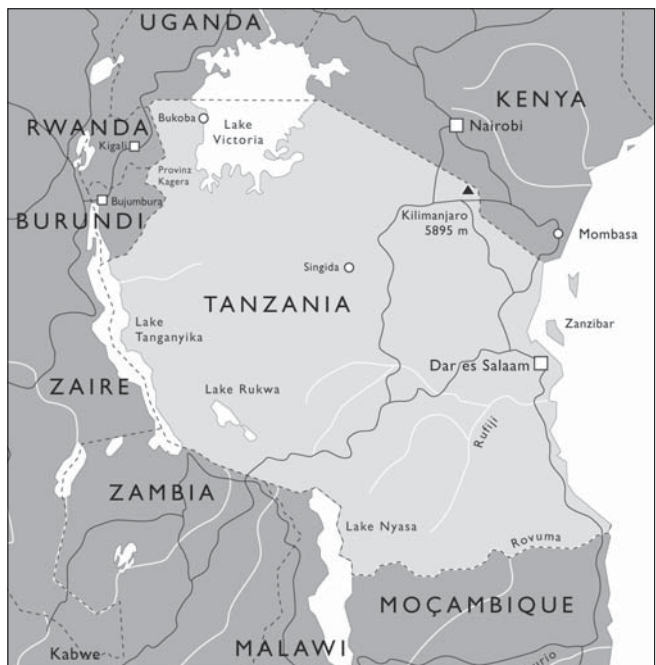 UGANDA
KENYA
RWANDA
Bukoba
Lake
Victoria
Nairobi
Kigali
Provinz
Kagera
Bujumbura
BURUNDI
Kilimanjaro
5895 m
Mombasa
Singida
TANZANIA
Lake
Tanganyika
Zanzibar
Dar es Salaam
ZAIRE
Lake Rukwa
Rufiji
ZAMBIA
Lake Nyasa
Rovuma
MOÇAMBIQUE
Kabwe
MALAWI